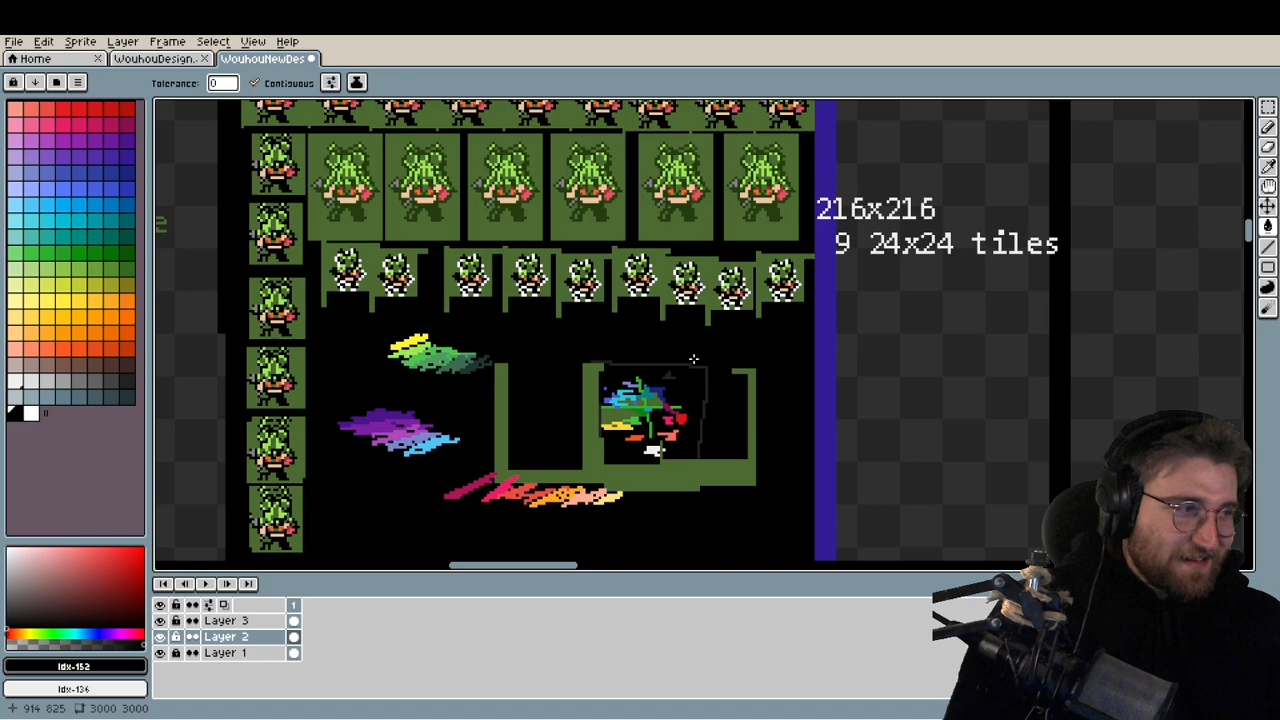 File Edit Sprite Layer Frame Select View Help
Home WouhouDesign.. WouhouNewDes
Tolerance: 0 Continuous
216x216
9 24x24 tiles
1
Layer 3
Layer 2
Layer 1
Idx-152
Idx-136
914 825 3000 3000